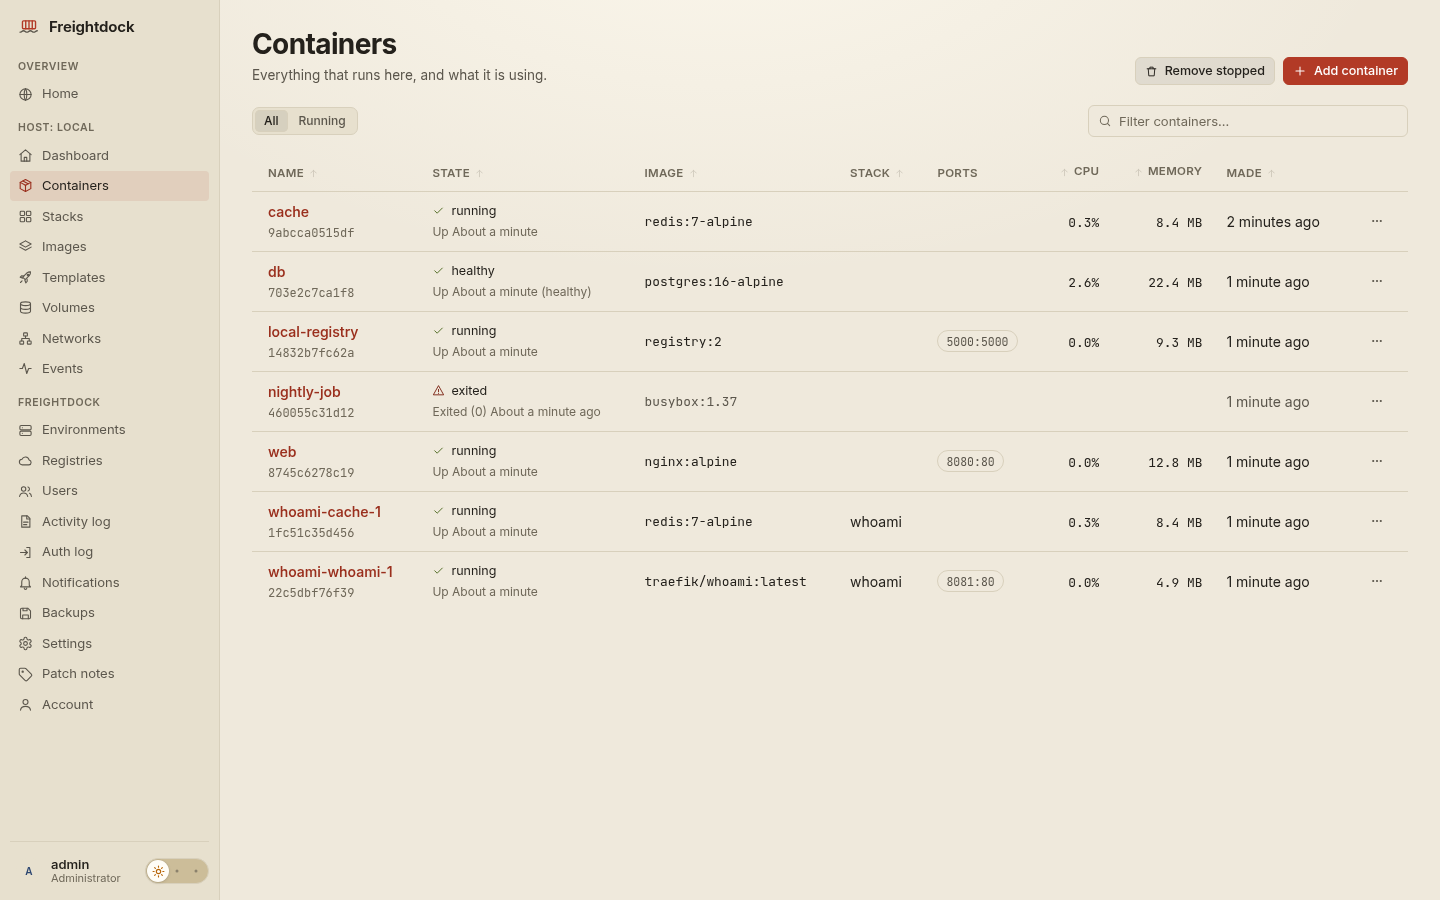 Freightdock
OVERVIEW
Home
HOST: LOCAL
Dashboard
Containers
Stacks
Images
Templates
Volumes
Networks
Events
FREIGHTDOCK
Environments
Registries
Users
Activity log
Auth log
Notifications
Backups
Settings
Patch notes
Account
A
admin
Administrator
Containers
Everything that runs here, and what it is using.
Remove stopped
Add container
All Running
Filter containers...
NAME STATE IMAGE STACK PORTS CPU MEMORY MADE
cache running
9abcca0515df Up About a minute redis:7-alpine 0.3% 8.4 MB 2 minutes ago
db healthy
703e2c7ca1f8 Up About a minute (healthy) postgres:16-alpine 2.6% 22.4 MB 1 minute ago
local-registry running
14832b7fc62a Up About a minute registry:2 5000:5000 0.0% 9.3 MB 1 minute ago
nightly-job exited
460055c31d12 Exited (0) About a minute ago busybox:1.37 1 minute ago
web running
8745c6278c19 Up About a minute nginx:alpine 8080:80 0.0% 12.8 MB 1 minute ago
whoami-cache-1 running
1fc51c35d456 Up About a minute redis:7-alpine whoami 0.3% 8.4 MB 1 minute ago
whoami-whoami-1 running
22c5dbf76f39 Up About a minute traefik/whoami:latest whoami 8081:80 0.0% 4.9 MB 1 minute ago